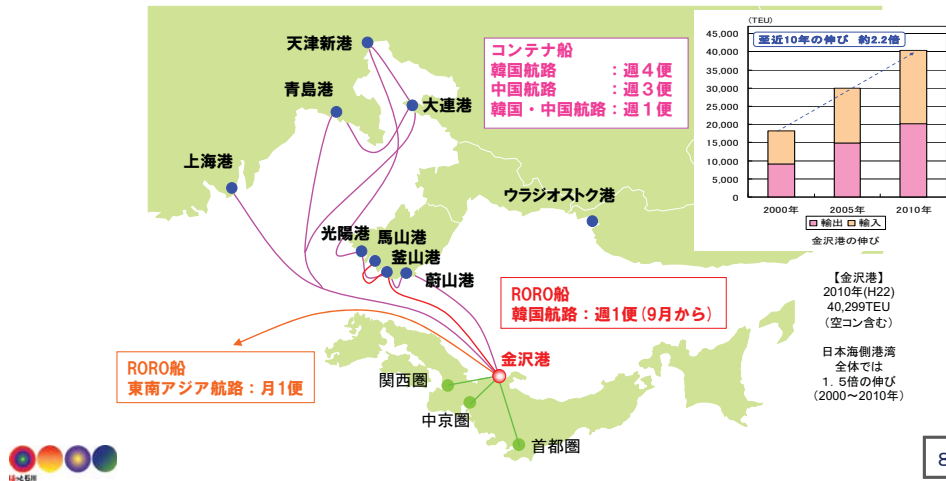 天津新港
青島港
大連港
上海港
コンテナ船
韓国航路 ：週４便
中国航路 ：週３便
韓国・中国航路：週１便
(TEU)
至近10年の伸び 約2.2倍
45,000
40,000
35,000
30,000
25,000
20,000
15,000
10,000
5,000
0
2000年 2005年 2010年
輸出 輸入
金沢港の伸び
ウラジオストク港
光陽港
馬山港
釜山港
蔚山港
RORO船
韓国航路：週1便（9月から）
【金沢港】
2010年(H22)
40,299TEU
(空コン含む)
日本海側港湾
全体では
１．５倍の伸び
(2000～2010年)
RORO船
東南アジア航路：月1便
金沢港
関西圏
中京圏
首都圏
ほっと石川
8